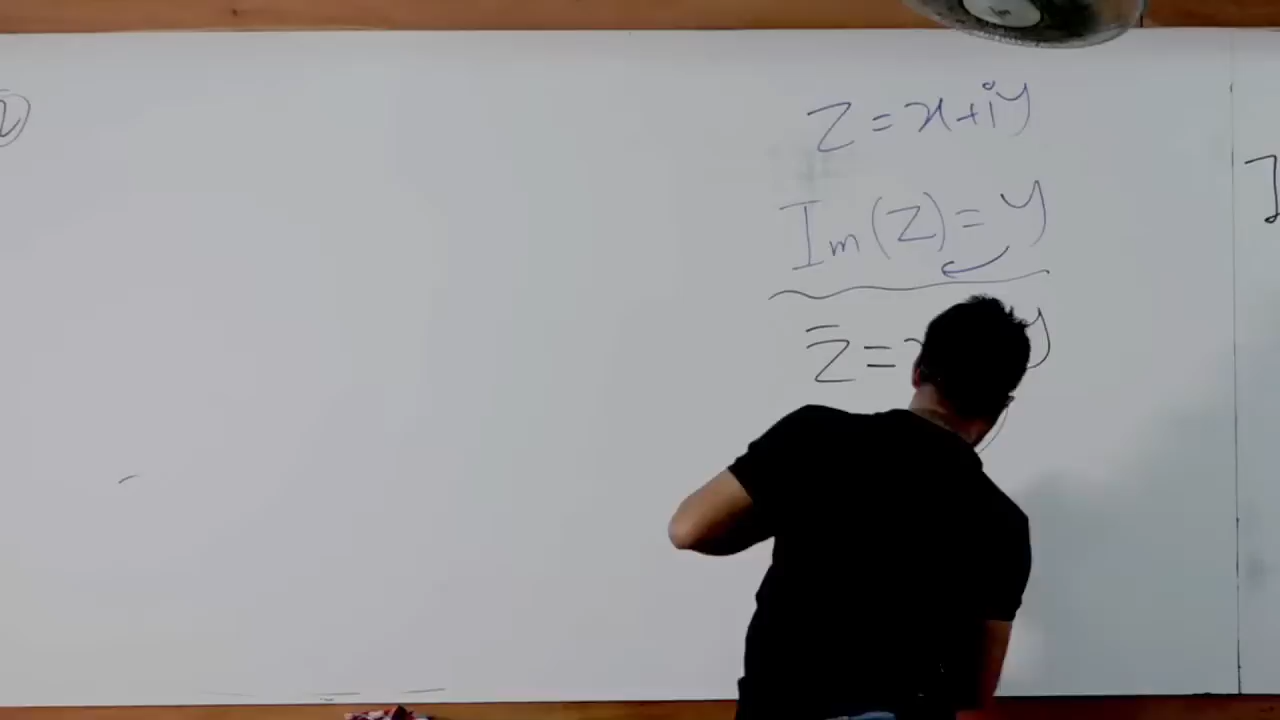 z = x + iy
Im(z) = y
z̄ =
y